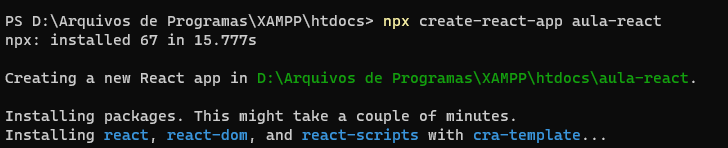 PS D:\Arquivos de Programas\XAMPP\htdocs> npx create-react-app aula-react
npx: installed 67 in 15.777s
Creating a new React app in D:\Arquivos de Programas\XAMPP\htdocs\aula-react.
Installing packages. This might take a couple of minutes.
Installing react, react-dom, and react-scripts with cra-template...